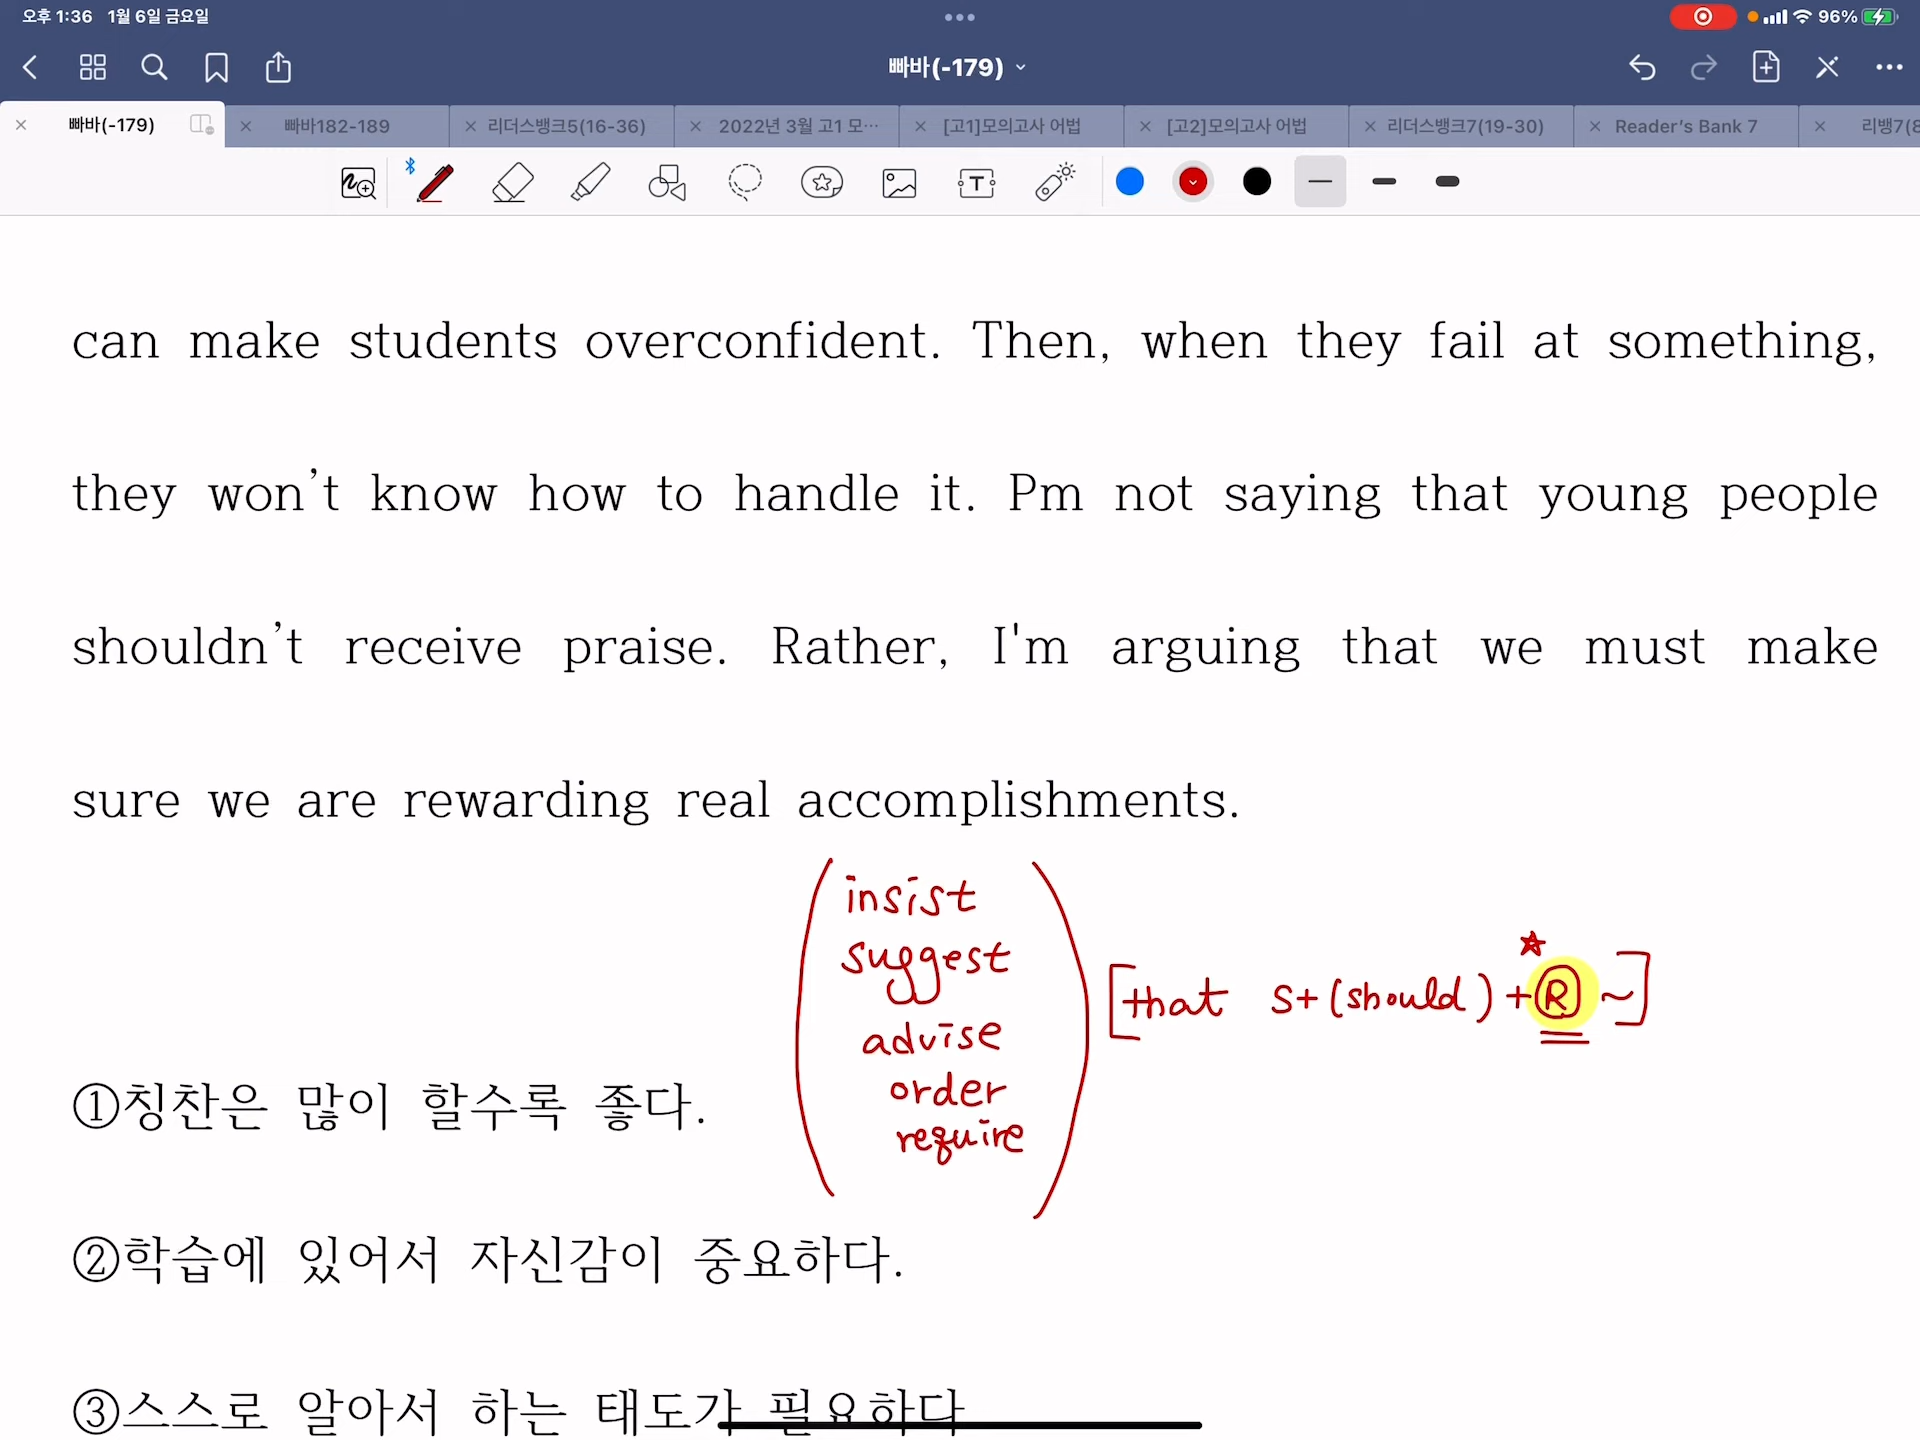 오후 1:36 1월 6일 금요일
96%
빠바(-179)
빠바(-179)
빠바182-189
리더스뱅크5(16-36)
2022년 3월 고1 모…
[고1]모의고사 어법
[고2]모의고사 어법
리더스뱅크7(19-30)
Reader's Bank 7
리뱅7(8
can make students overconfident. Then, when they fail at something,
they won't know how to handle it. Pm not saying that young people
shouldn't receive praise. Rather, I'm arguing that we must make
sure we are rewarding real accomplishments.
insist
suggest
advise
order
require
[that S+(should)+Ⓡ~]
①칭찬은 많이 할수록 좋다.
②학습에 있어서 자신감이 중요하다.
③스스로 알아서 하는 태도가 필요하다